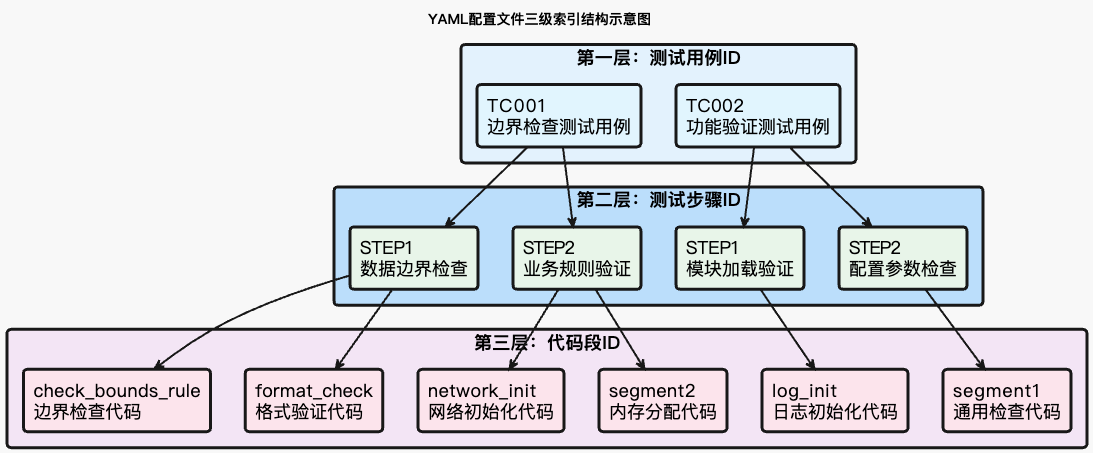 YAML配置文件三级索引结构示意图
第一层：测试用例ID
TC001
边界检查测试用例
TC002
功能验证测试用例
第二层：测试步骤ID
STEP1
数据边界检查
STEP2
业务规则验证
STEP1
模块加载验证
STEP2
配置参数检查
第三层：代码段ID
check_bounds_rule
边界检查代码
format_check
格式验证代码
network_init
网络初始化代码
segment2
内存分配代码
log_init
日志初始化代码
segment1
通用检查代码